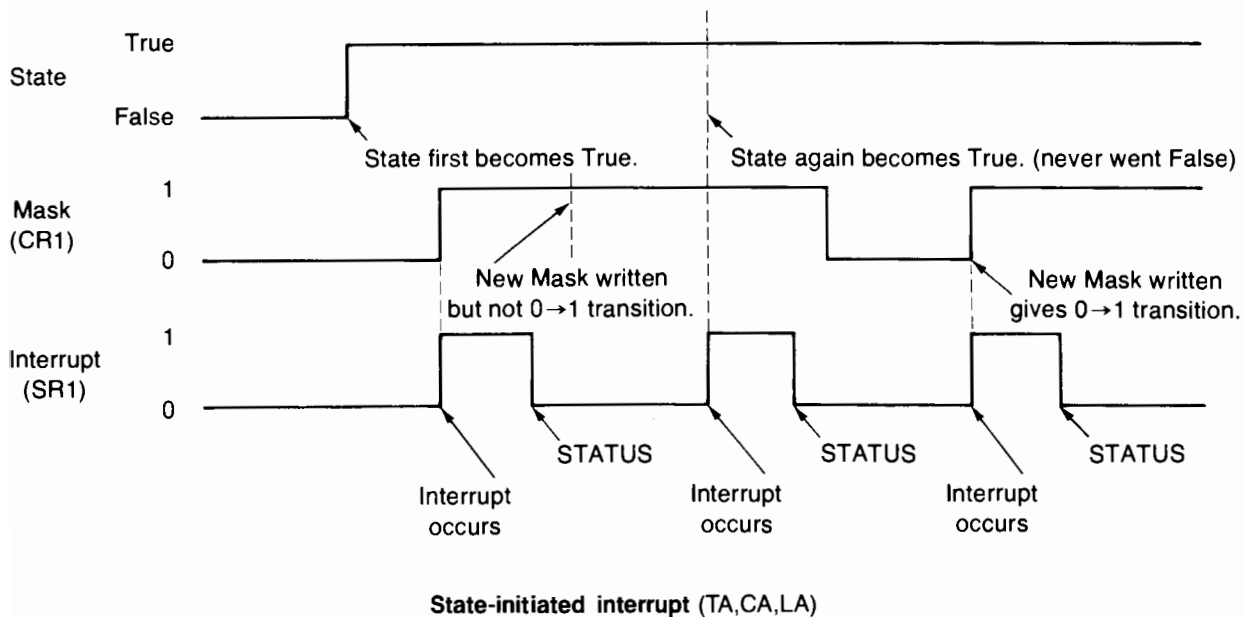 True
State
False
State first becomes True.
State again becomes True. (never went False)
1
Mask
(CR1)
0
New Mask written
but not 0→1 transition.
New Mask written
gives 0→1 transition.
1
Interrupt
(SR1)
0
STATUS
STATUS
STATUS
Interrupt
occurs
Interrupt
occurs
Interrupt
occurs
State-initiated interrupt (TA,CA,LA)